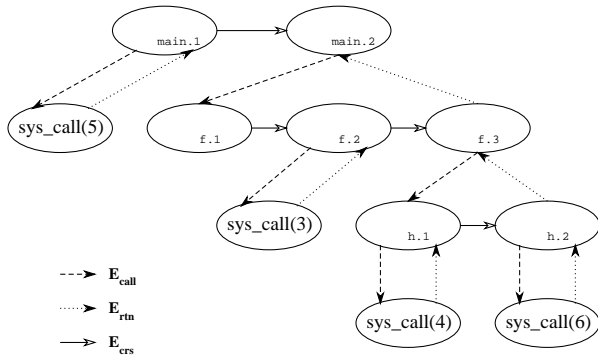 main.1
main.2
sys_call(5)
f.1
f.2
f.3
sys_call(3)
h.1
h.2
sys_call(4)
sys_call(6)
E_call
E_rtn
E_crs